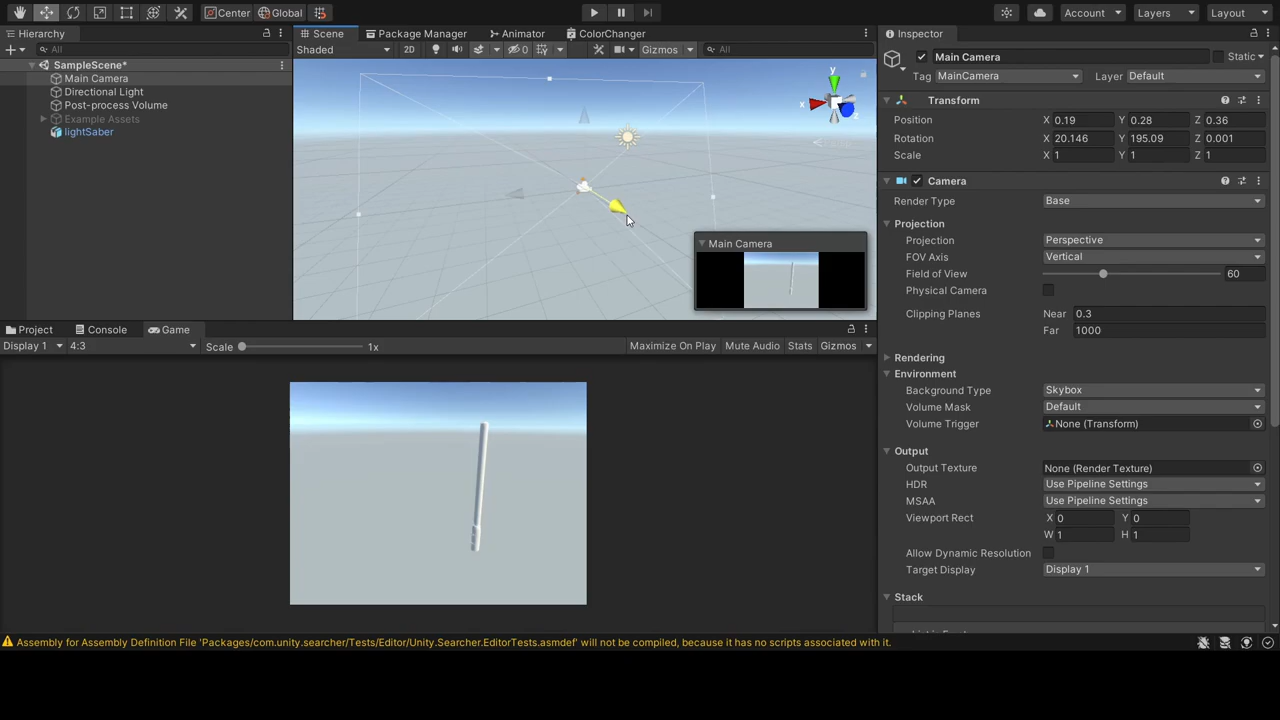 Center Global Account Layers Layout
Hierarchy
All
SampleScene*
Main Camera
Directional Light
Post-process Volume
Example Assets
lightSaber
Scene Package Manager Animator ColorChanger
Shaded 2D 0 Gizmos All
y
x
z
Main Camera
Project Console Game
Display 1 4:3 Scale 1x Maximize On Play Mute Audio Stats Gizmos
Inspector
Main Camera Static
Tag MainCamera Layer Default
Transform
Position X 0.19 Y 0.28 Z 0.36
Rotation X 20.146 Y 195.09 Z 0.001
Scale X 1 Y 1 Z 1
Camera
Render Type Base
Projection
Projection Perspective
FOV Axis Vertical
Field of View 60
Physical Camera
Clipping Planes Near 0.3
Far 1000
Rendering
Environment
Background Type Skybox
Volume Mask Default
Volume Trigger None (Transform)
Output
Output Texture None (Render Texture)
HDR Use Pipeline Settings
MSAA Use Pipeline Settings
Viewport Rect X 0 Y 0
W 1 H 1
Allow Dynamic Resolution
Target Display Display 1
Stack
Assembly for Assembly Definition File 'Packages/com.unity.searcher/Tests/Editor/Unity.Searcher.EditorTests.asmdef' will not be compiled, because it has no scripts associated with it.